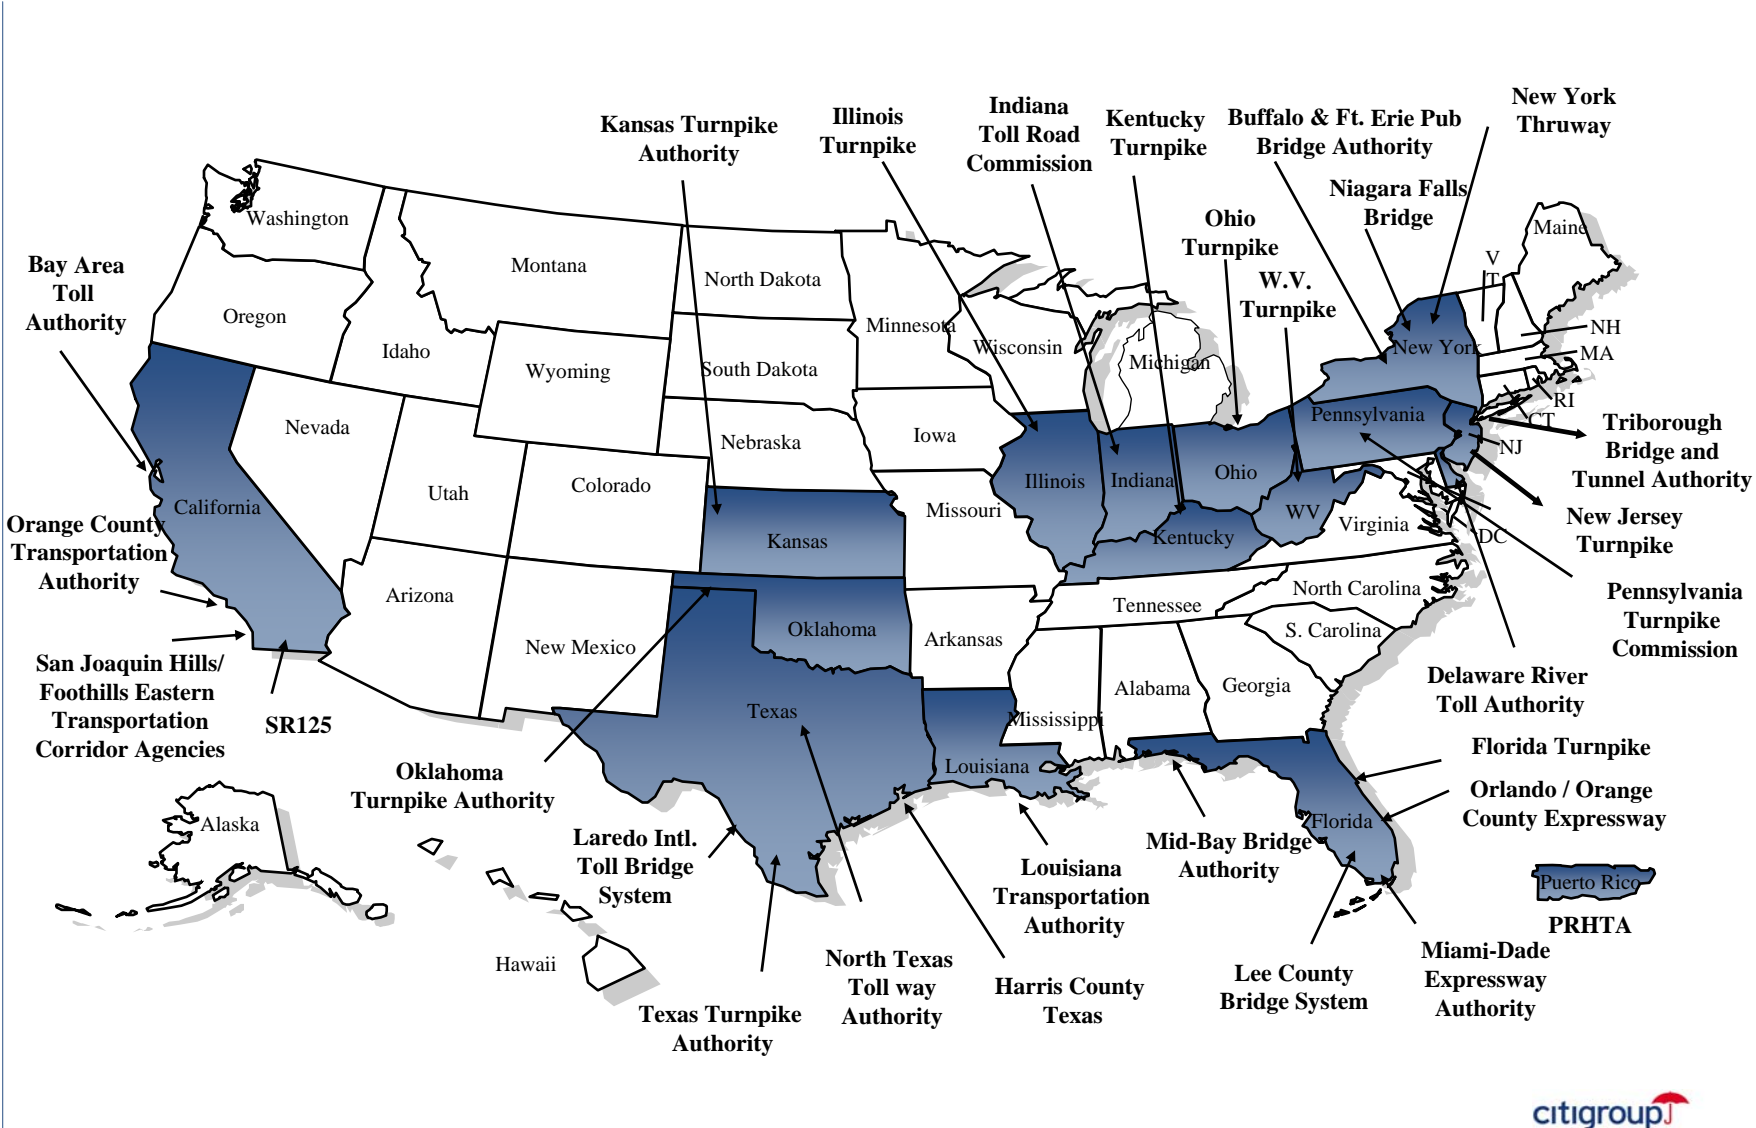 New York
Thruway
Indiana
Toll Road
Commission
Illinois
Turnpike
Kentucky
Turnpike
Buffalo & Ft. Erie Pub
Bridge Authority
Kansas Turnpike
Authority
Niagara Falls
Bridge
Ohio
Turnpike
W.V.
Turnpike
Bay Area
Toll
Authority
Washington
Montana
North Dakota
Minnesota
Maine
V
T
Oregon
Idaho
Wyoming
South Dakota
Wisconsin
Michigan
New York
NH
MA
RI
CT
NJ
Nevada
Utah
Colorado
Nebraska
Iowa
Illinois
Indiana
Ohio
Pennsylvania
Triborough
Bridge and
Tunnel Authority
California
Kansas
Missouri
Kentucky
WV
Virginia
DC
New Jersey
Turnpike
Orange County
Transportation
Authority
Arizona
New Mexico
Oklahoma
Arkansas
Tennessee
North Carolina
S. Carolina
Pennsylvania
Turnpike
Commission
San Joaquin Hills/
Foothills Eastern
Transportation
Corridor Agencies
SR125
Texas
Louisiana
Mississippi
Alabama
Georgia
Delaware River
Toll Authority
Florida Turnpike
Orlando / Orange
County Expressway
Oklahoma
Turnpike Authority
Alaska
Laredo Intl.
Toll Bridge
System
Louisiana
Transportation
Authority
Mid-Bay Bridge
Authority
Florida
Puerto Rico
PRHTA
Hawaii
Texas Turnpike
Authority
North Texas
Toll way
Authority
Harris County
Texas
Lee County
Bridge System
Miami-Dade
Expressway
Authority
citigroup